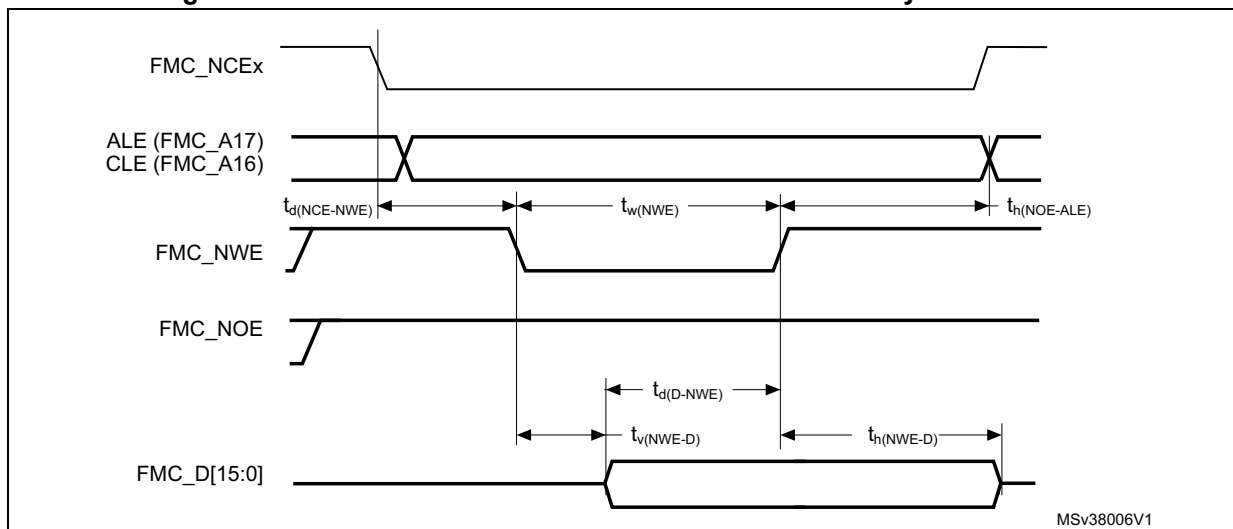 FMC_NCEx
ALE (FMC_A17)
CLE (FMC_A16)
td(NCE-NWE)
tw(NWE)
th(NOE-ALE)
FMC_NWE
FMC_NOE
td(D-NWE)
tv(NWE-D)
th(NWE-D)
FMC_D[15:0]
MSv38006V1